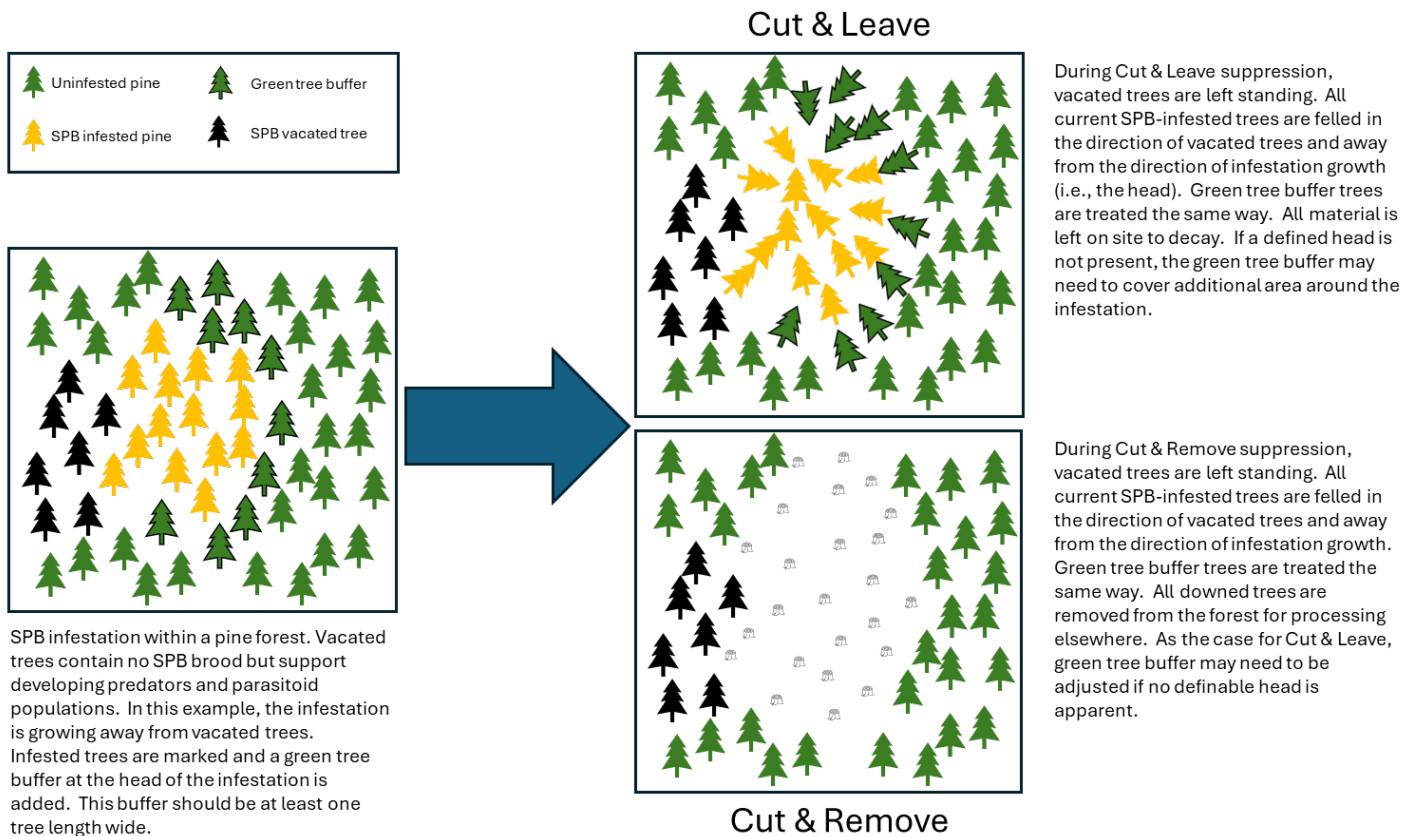 Cut & Leave
Uninfested pine
Green tree buffer
SPB infested pine
SPB vacated tree
During Cut & Leave suppression,
vacated trees are left standing. All
current SPB-infested trees are felled in
the direction of vacated trees and away
from the direction of infestation growth
(i.e., the head). Green tree buffer trees
are treated the same way. All material is
left on site to decay. If a defined head is
not present, the green tree buffer may
need to cover additional area around the
infestation.
SPB infestation within a pine forest. Vacated
trees contain no SPB brood but support
developing predators and parasitoid
populations. In this example, the infestation
is growing away from vacated trees.
Infested trees are marked and a green tree
buffer at the head of the infestation is
added. This buffer should be at least one
tree length wide.
During Cut & Remove suppression,
vacated trees are left standing. All
current SPB-infested trees are felled in
the direction of vacated trees and away
from the direction of infestation growth.
Green tree buffer trees are treated the
same way. All downed trees are
removed from the forest for processing
elsewhere. As the case for Cut & Leave,
green tree buffer may need to be
adjusted if no definable head is
apparent.
Cut & Remove